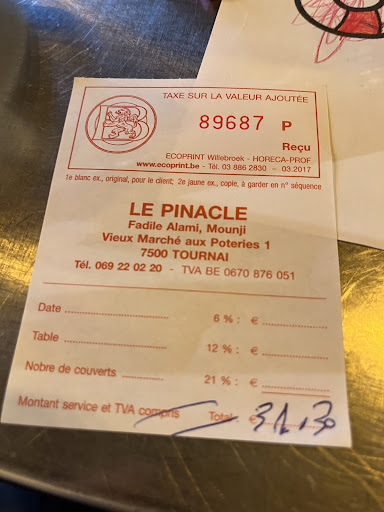 TAXE SUR LA VALEUR AJOUTÉE
B
89687 P
Reçu
ECOPRINT Willebroek - HORECA-PROF
www.ecoprint.be - Tél. 03 886 2830 - 03.2017
1e blanc ex., original, pour le client; 2e jaune ex., copie, à garder en n° séquence
LE PINACLE
Fadile Alami, Mounji
Vieux Marché aux Poteries 1
7500 TOURNAI
Tél. 069 22 02 20 - TVA BE 0670 876 051
Date ........................ 6 % : € ........................
Table ........................ 12 % : € ........................
Nobre de couverts ............ 21 % : € ........................
Montant service et TVA compris Total : € 31.30